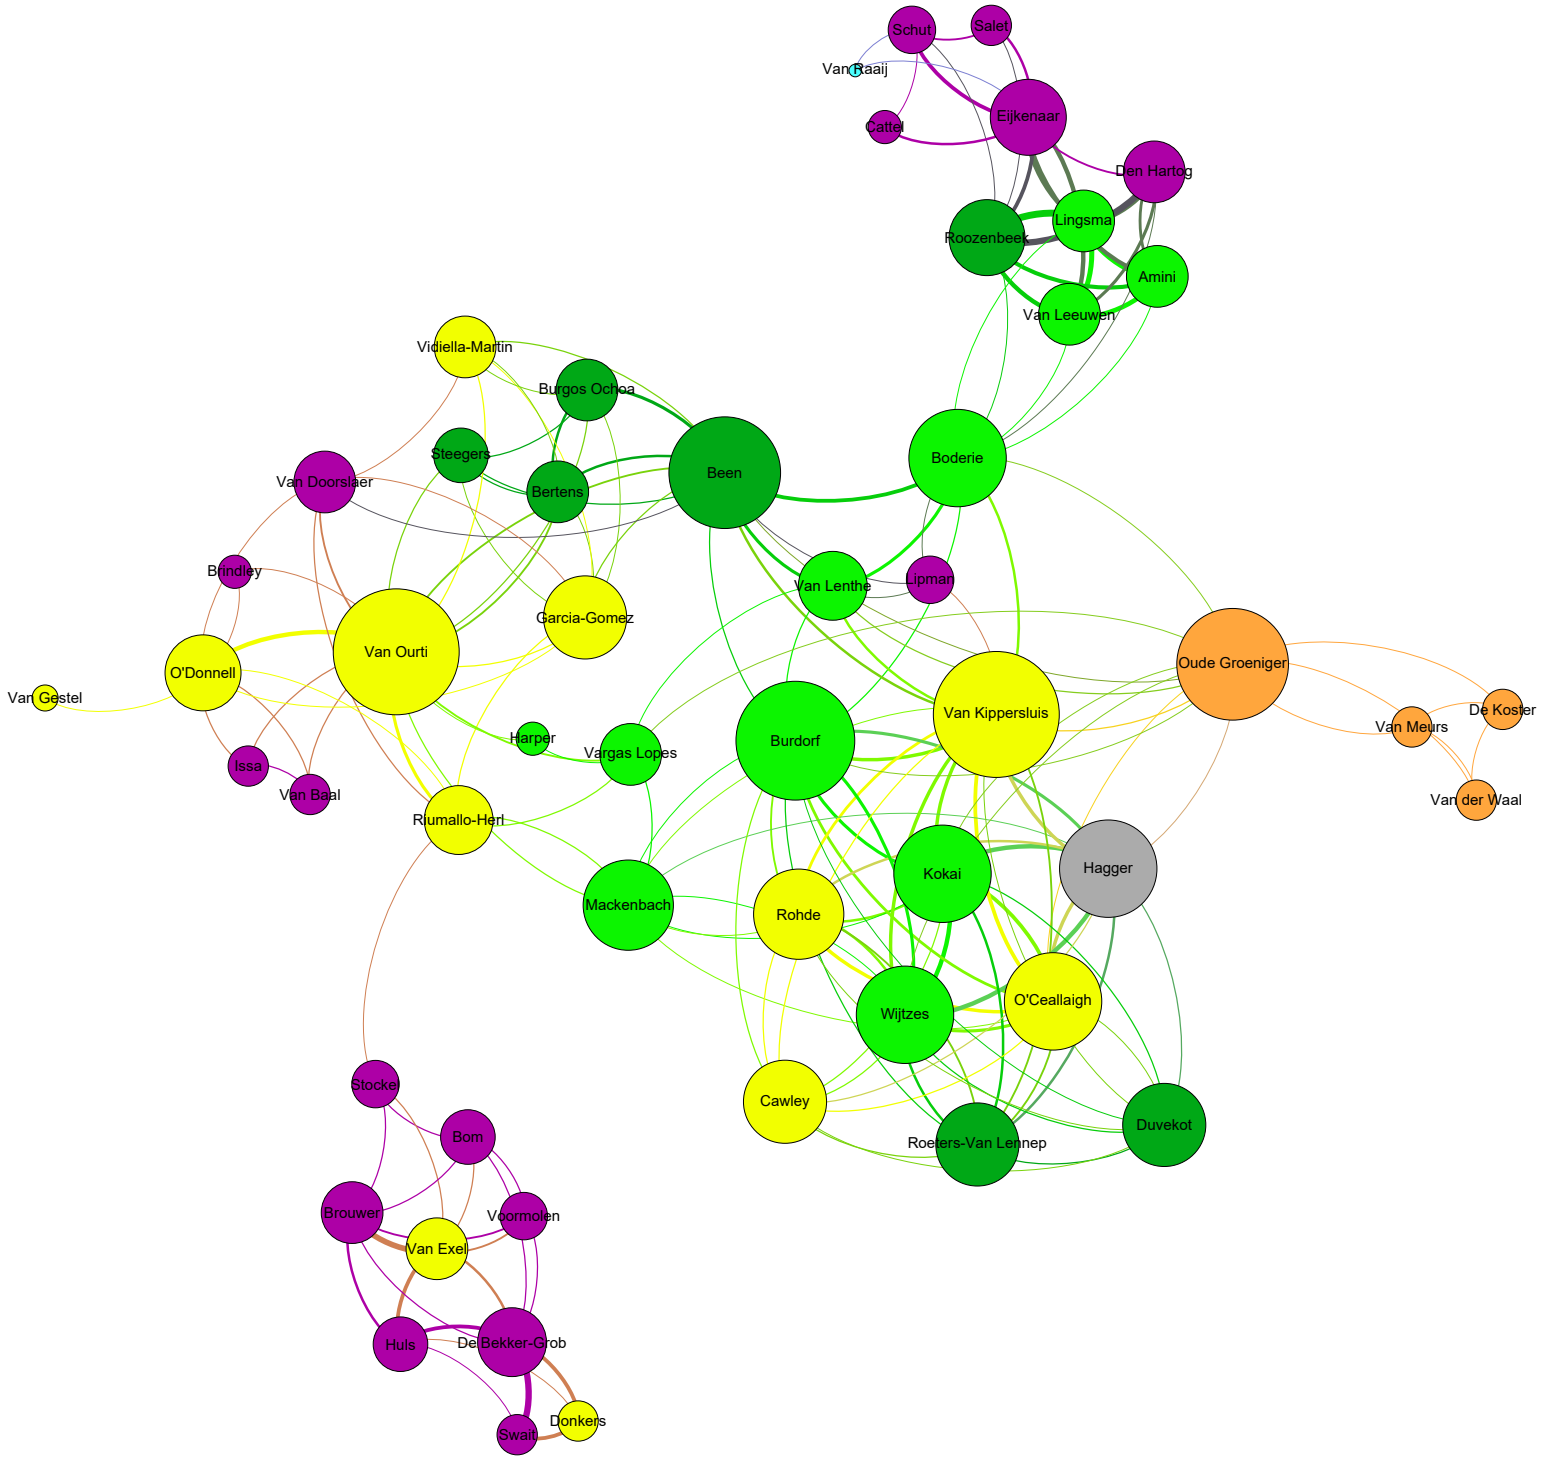 Schut
Salet
Van Raaij
Eijkenaar
Cattel
Den Hartog
Lingsma
Roozenbeek
Amini
Van Leeuwen
Vidiella-Martin
Burgos Ochoa
Steegers
Boderie
Been
Van Doorslaer
Bertens
Brindley
Lipman
Van Lenthe
Garcia-Gomez
Van Ourti
Oude Groeniger
O'Donnell
Van Gestel
De Koster
Van Kippersluis
Van Meurs
Harper
Burdorf
Vargas Lopes
Issa
Van Baal
Van der Waal
Riumallo-Herl
Hagger
Kokai
Mackenbach
Rohde
O'Ceallaigh
Wijtzes
Stockel
Cawley
Duvekot
Bom
Roeters-Van Lennep
Brouwer
Voormolen
Van Exel
De Bekker-Grob
Huls
Donkers
Swait